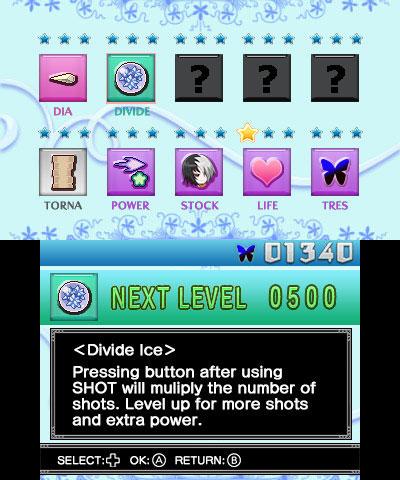 ? ? ?
DIA DIVIDE
TORNA POWER STOCK LIFE TRES
01340
NEXT LEVEL 0500
<Divide Ice>
Pressing button after using
SHOT will muliply the number of
shots. Level up for more shots
and extra power.
SELECT: OK:Ⓐ RETURN:Ⓑ